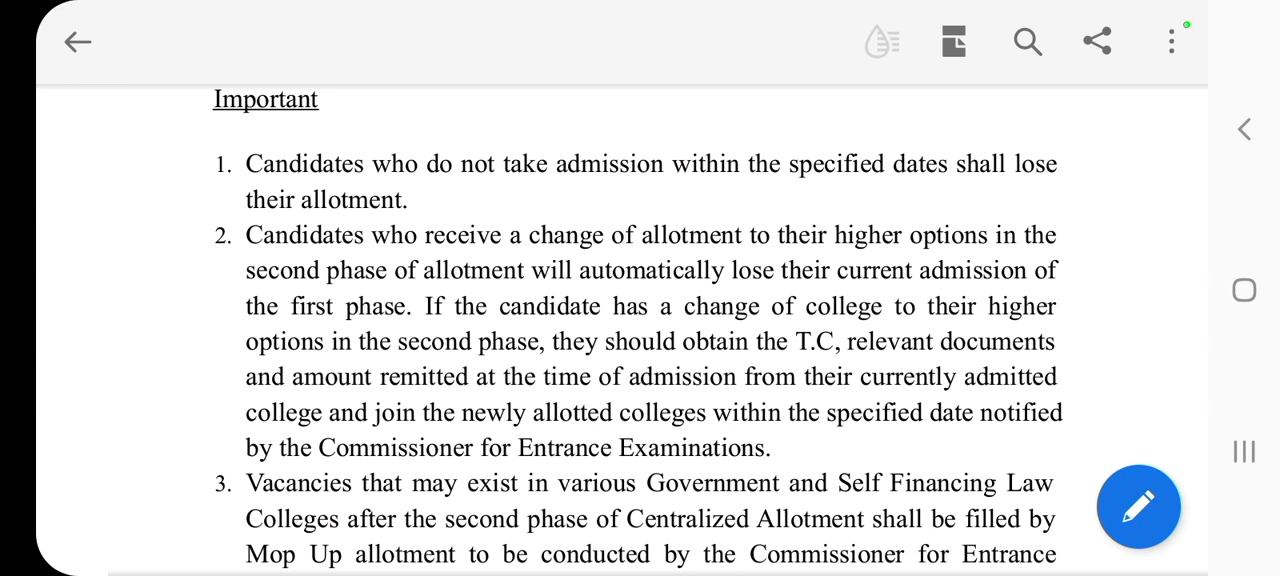 Important
1. Candidates who do not take admission within the specified dates shall lose
their allotment.
2. Candidates who receive a change of allotment to their higher options in the
second phase of allotment will automatically lose their current admission of
the first phase. If the candidate has a change of college to their higher
options in the second phase, they should obtain the T.C, relevant documents
and amount remitted at the time of admission from their currently admitted
college and join the newly allotted colleges within the specified date notified
by the Commissioner for Entrance Examinations.
3. Vacancies that may exist in various Government and Self Financing Law
Colleges after the second phase of Centralized Allotment shall be filled by
Mop Up allotment to be conducted by the Commissioner for Entrance